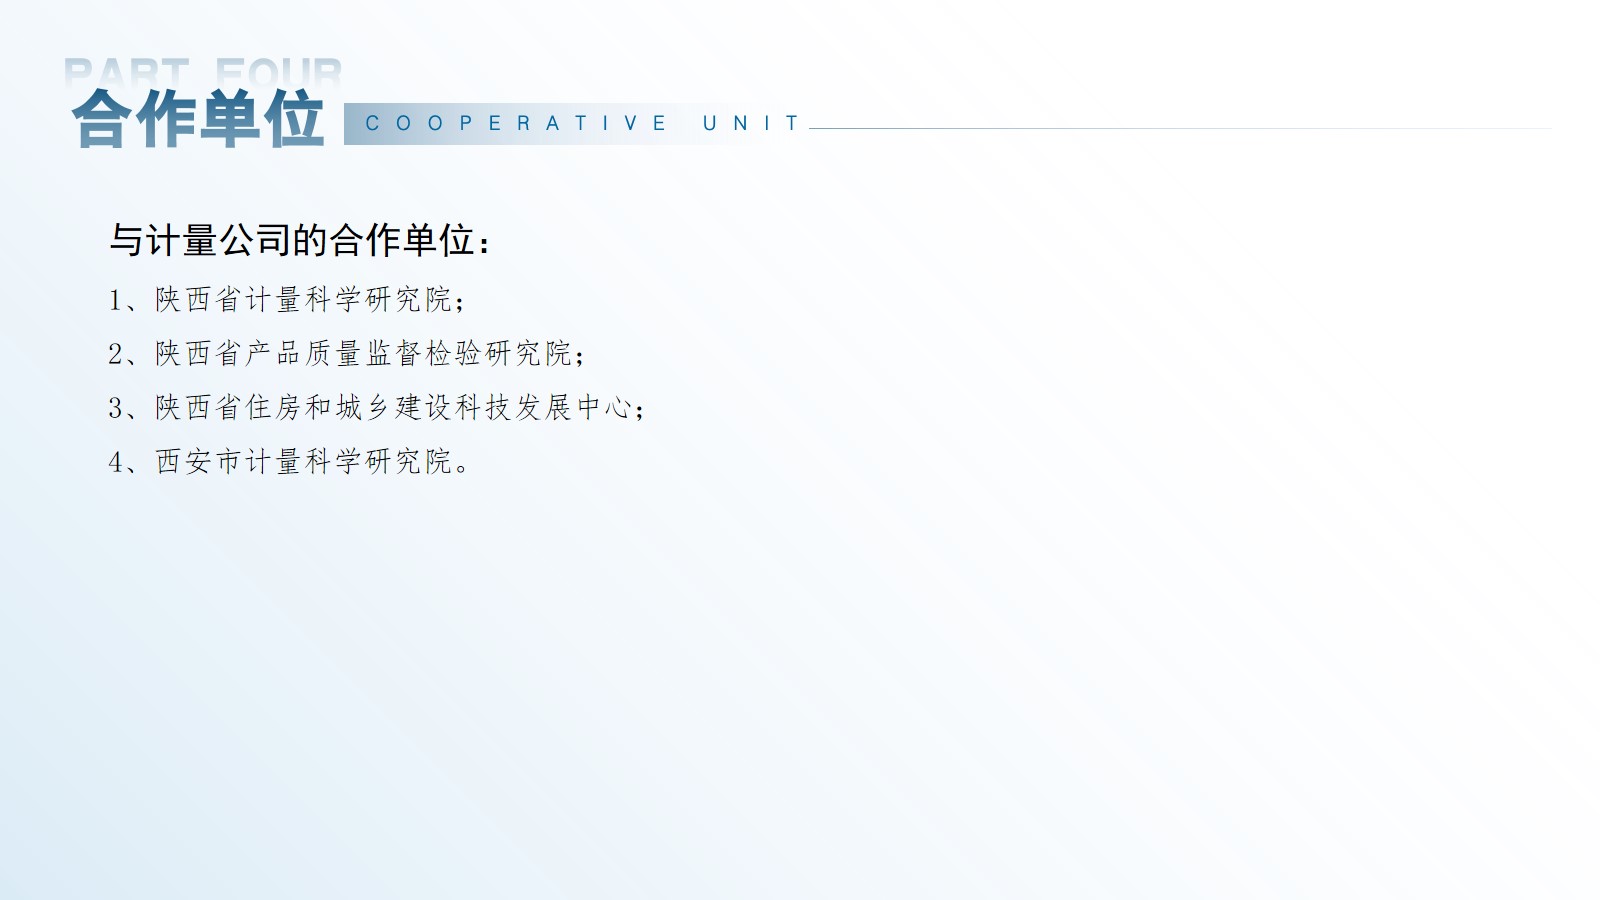 PART FOUR
合作单位
COOPERATIVE UNIT
与计量公司的合作单位：
1、陕西省计量科学研究院；
2、陕西省产品质量监督检验研究院；
3、陕西省住房和城乡建设科技发展中心；
4、西安市计量科学研究院。